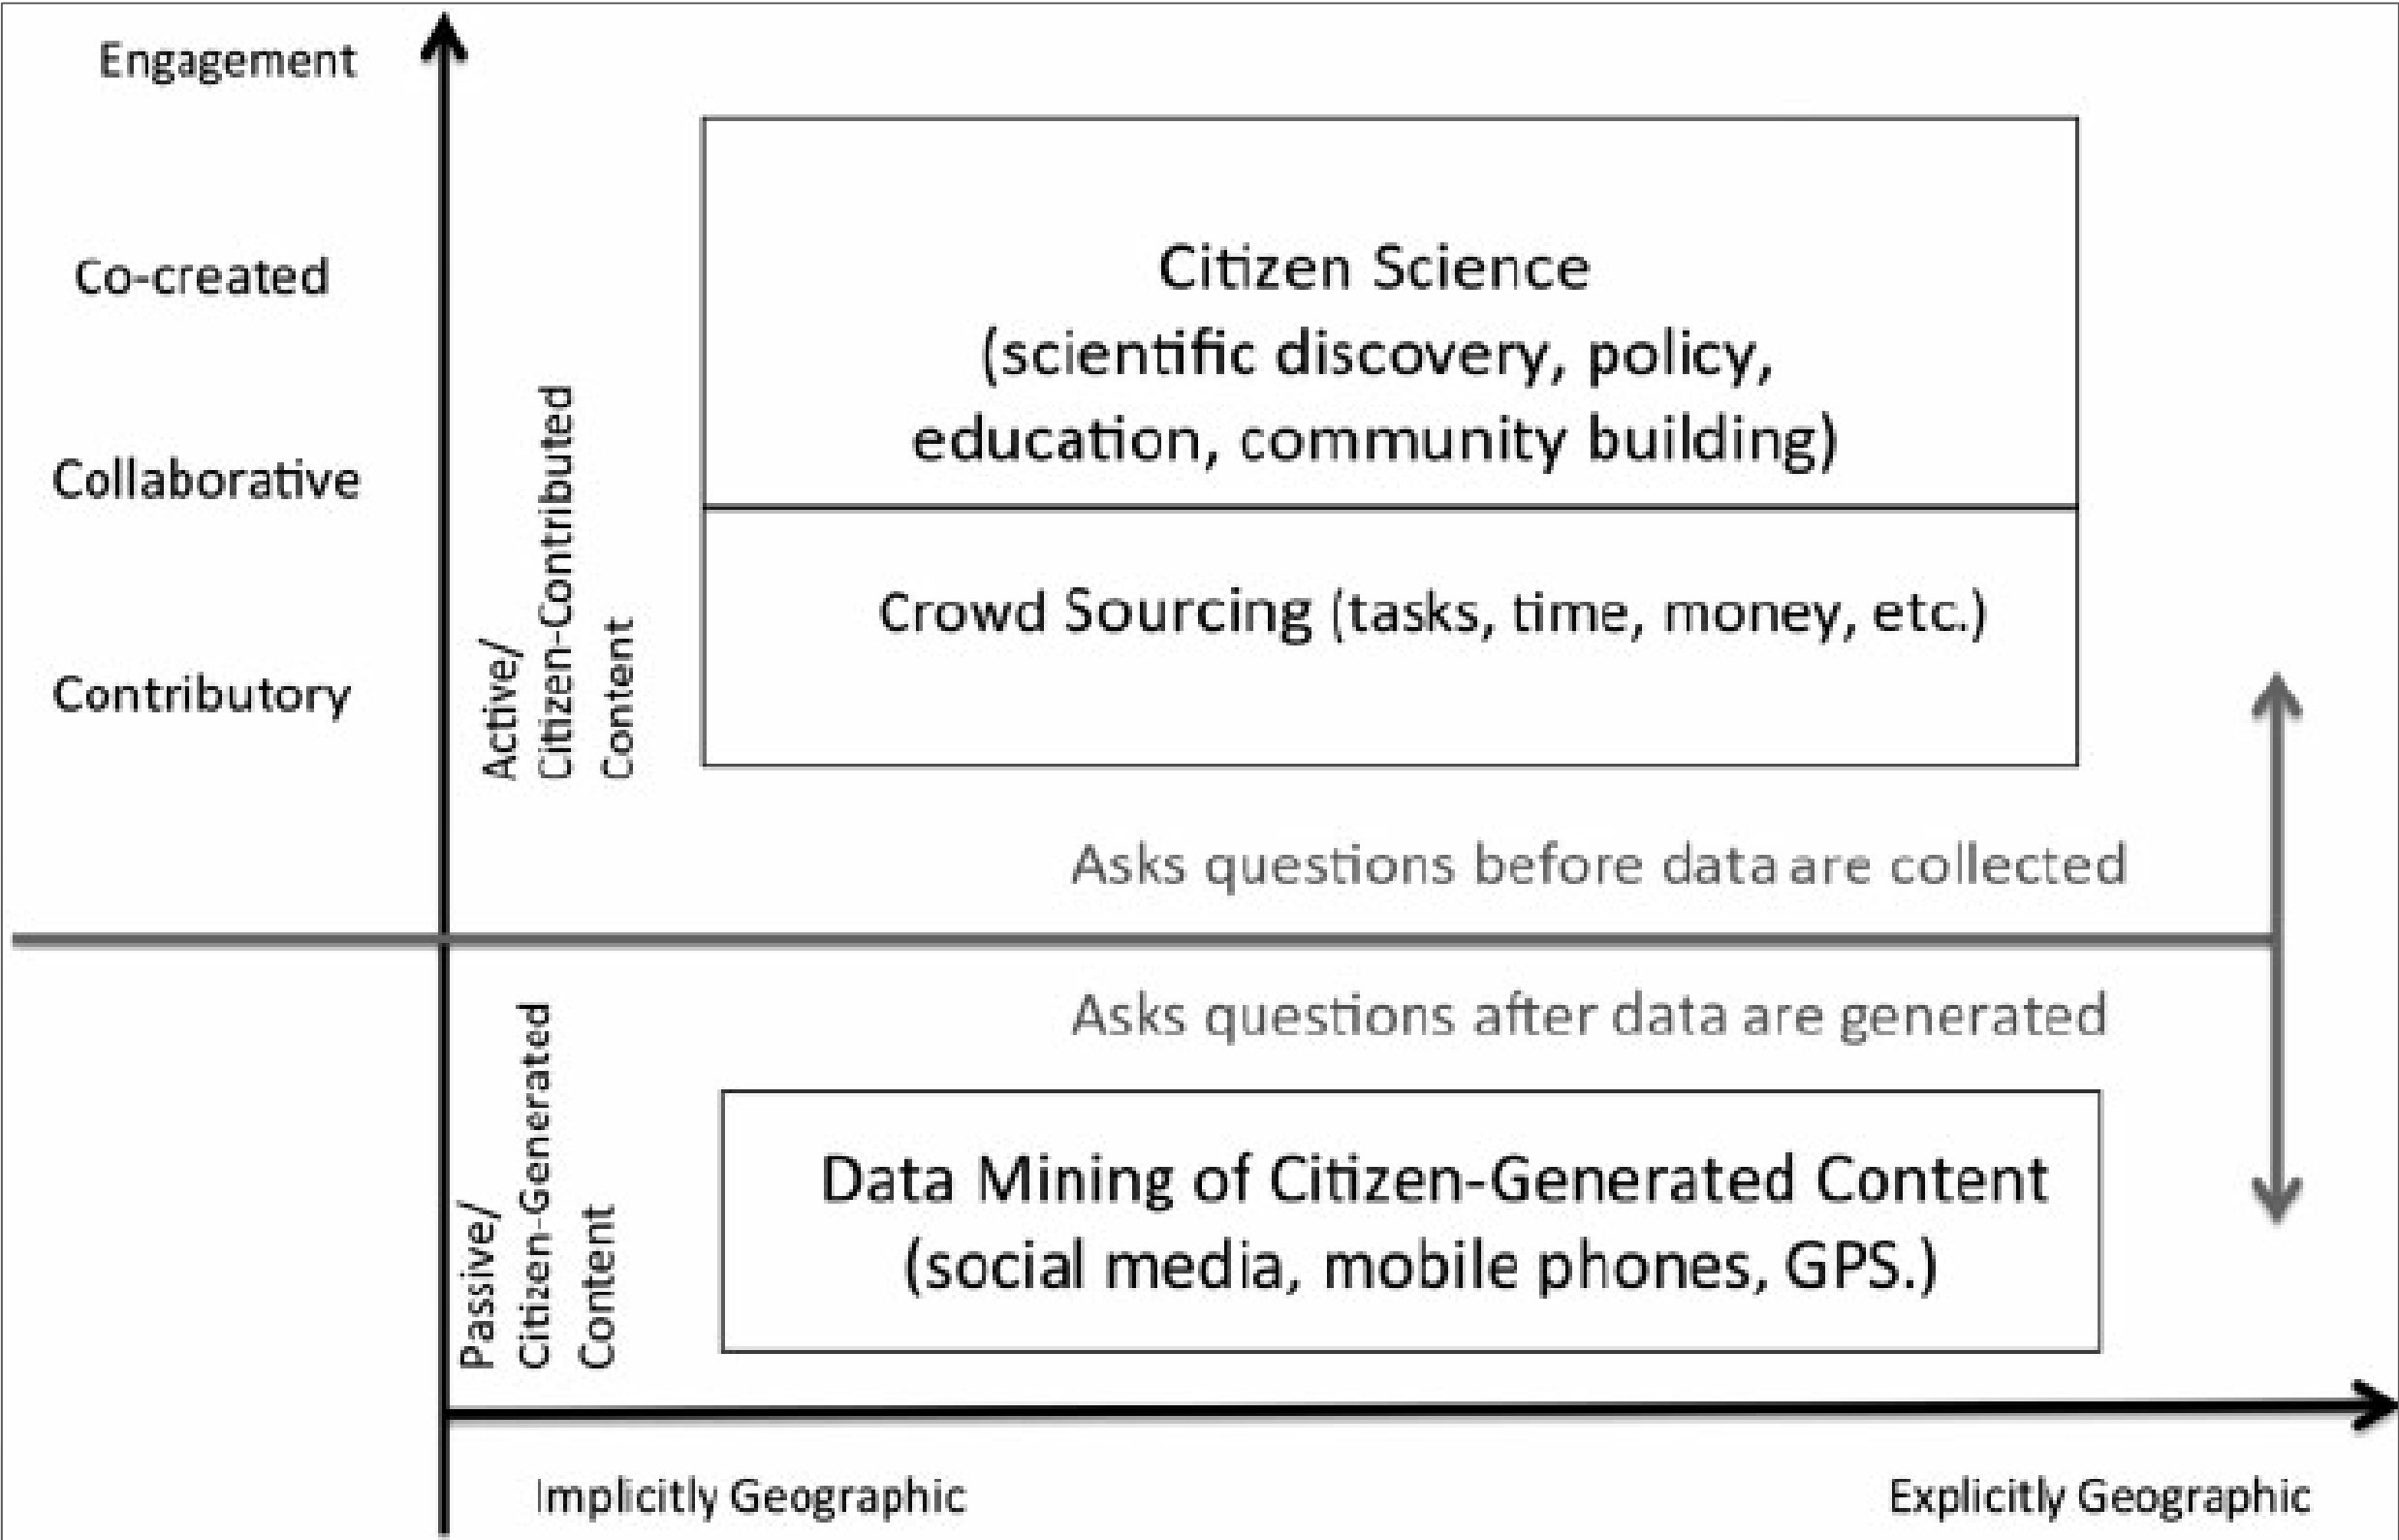 Engagement
Co-created
Collaborative
Contributory
Active/
Citizen-Contributed
Content
Citizen Science
(scientific discovery, policy,
education, community building)
Crowd Sourcing (tasks, time, money, etc.)
Asks questions before data are collected
Asks questions after data are generated
Passive/
Citizen-Generated
Content
Data Mining of Citizen-Generated Content
(social media, mobile phones, GPS.)
Implicitly Geographic
Explicitly Geographic